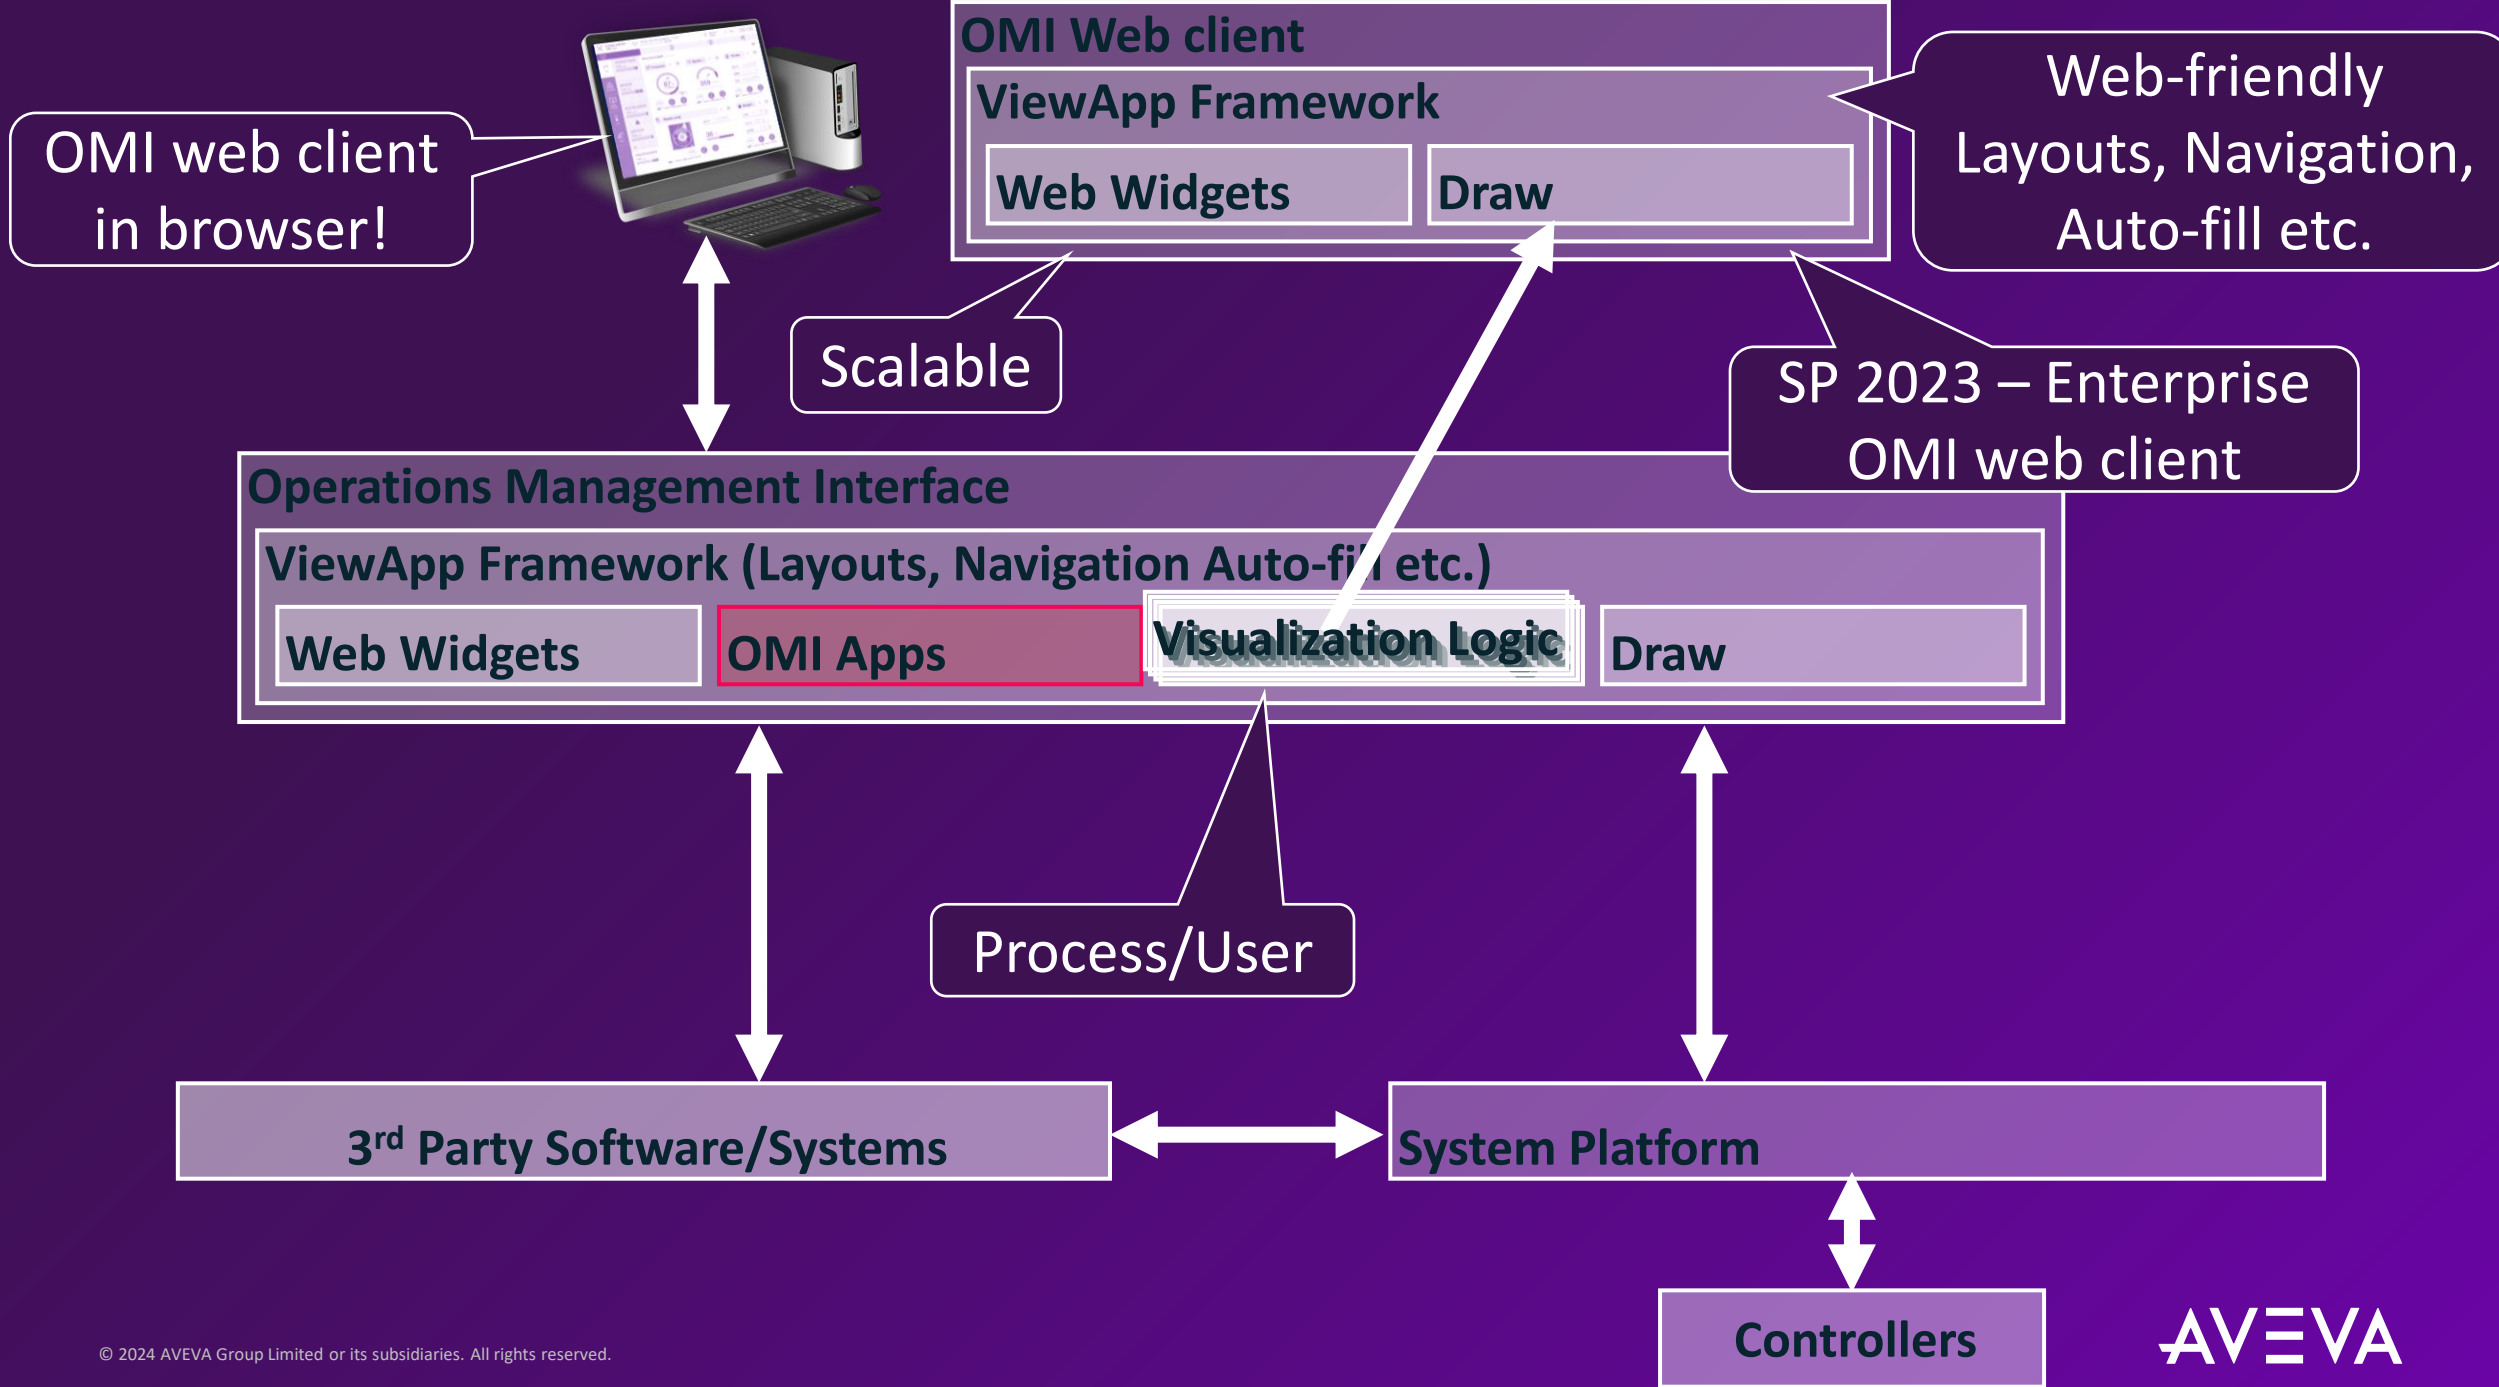 OMI Web client
ViewApp Framework
Web Widgets
Draw
Web-friendly
Layouts, Navigation,
Auto-fill etc.
OMI web client
in browser!
Scalable
SP 2023 – Enterprise
OMI web client
Operations Management Interface
ViewApp Framework (Layouts, Navigation Auto-fill etc.)
Web Widgets
OMI Apps
Visualization Logic
Draw
Process/User
3rd Party Software/Systems
System Platform
Controllers
© 2024 AVEVA Group Limited or its subsidiaries. All rights reserved.
AVEVA